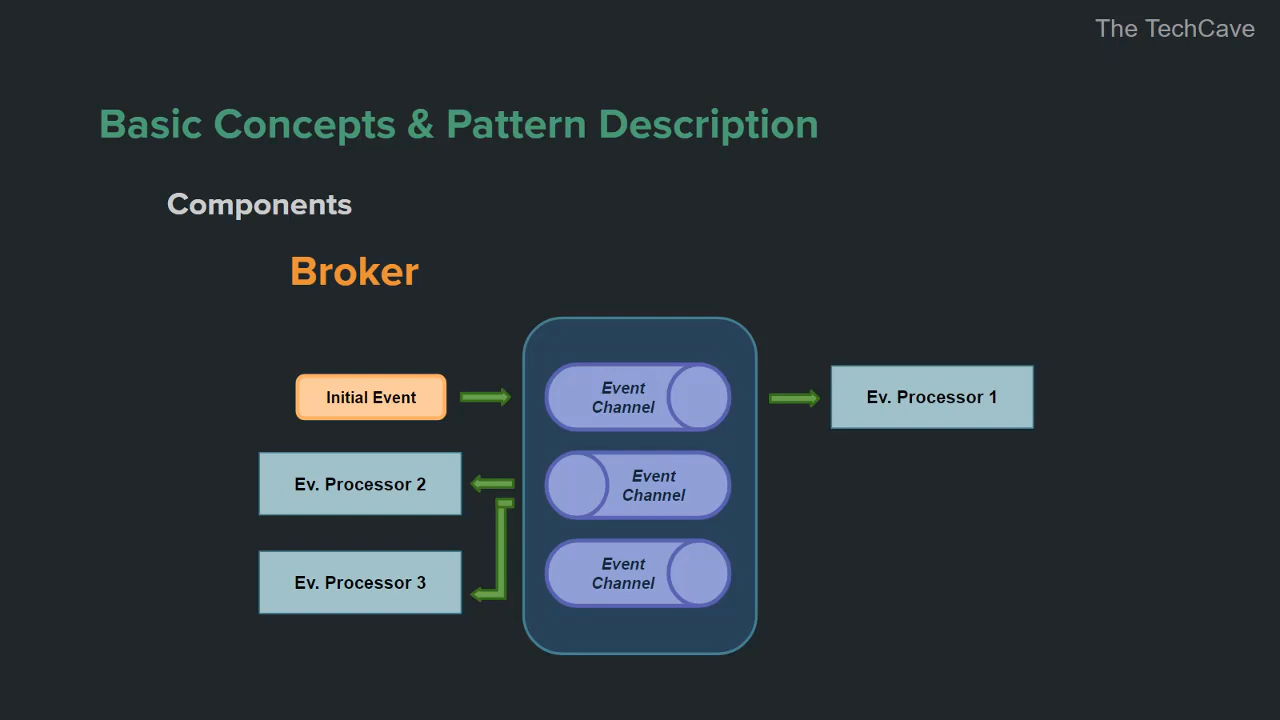 The TechCave
Basic Concepts & Pattern Description
Components
Broker
Initial Event
Event
Channel
Ev. Processor 1
Ev. Processor 2
Event
Channel
Ev. Processor 3
Event
Channel